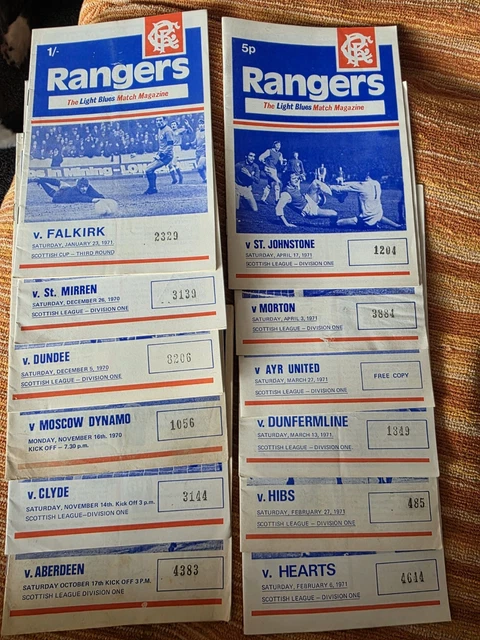 1/-
Rangers
The Light Blues Match Magazine
v. FALKIRK
2329
SATURDAY, JANUARY 23, 1971
SCOTTISH CUP — THIRD ROUND
v St. MIRREN
3139
SATURDAY, DECEMBER 26, 1970
SCOTTISH LEAGUE – DIVISION ONE
v. DUNDEE
SATURDAY, DECEMBER 5, 1970
SCOTTISH LEAGUE – DIVISION ONE
v MOSCOW DYNAMO
1056
MONDAY, NOVEMBER 16th, 1970
KICK OFF – 7.30 p.m.
v. CLYDE
3144
SATURDAY, NOVEMBER 14th. Kick Off 3 p.m.
SCOTTISH LEAGUE—DIVISION ONE
v. ABERDEEN
4383
SATURDAY OCTOBER 17th KICK OFF 3 P.M.
SCOTTISH LEAGUE DIVISION ONE
5p
Rangers
The Light Blues Match Magazine
v ST. JOHNSTONE
1204
SATURDAY, APRIL 17, 1971
SCOTTISH LEAGUE – DIVISION ONE
v MORTON
3884
SCOTTISH LEAGUE – DIVISION ONE
v AYR UNITED
FREE COPY
SATURDAY, MARCH 27, 1971
SCOTTISH LEAGUE – DIVISION ONE
v. DUNFERMLINE
1349
SATURDAY, MARCH 13, 1971
SCOTTISH LEAGUE – DIVISION ONE
v. HIBS
485
SATURDAY, FEBRUARY 27, 1971
SCOTTISH LEAGUE – DIVISION ONE
v. HEARTS
4644
SATURDAY, FEBRUARY 6, 1971
SCOTTISH LEAGUE – DIVISION ONE